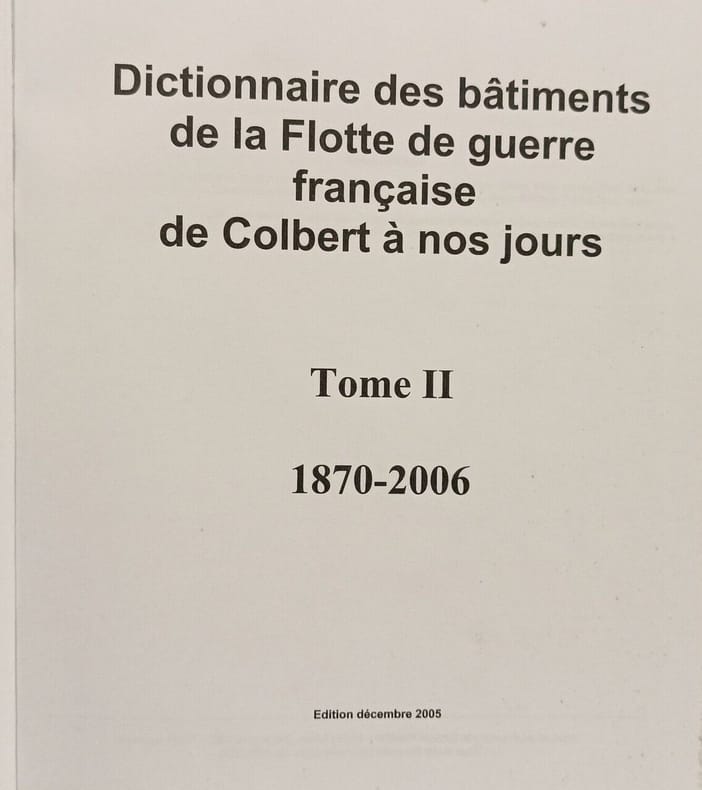 Dictionnaire des bâtiments
de la Flotte de guerre
française
de Colbert à nos jours
Tome II
1870-2006
Edition décembre 2005